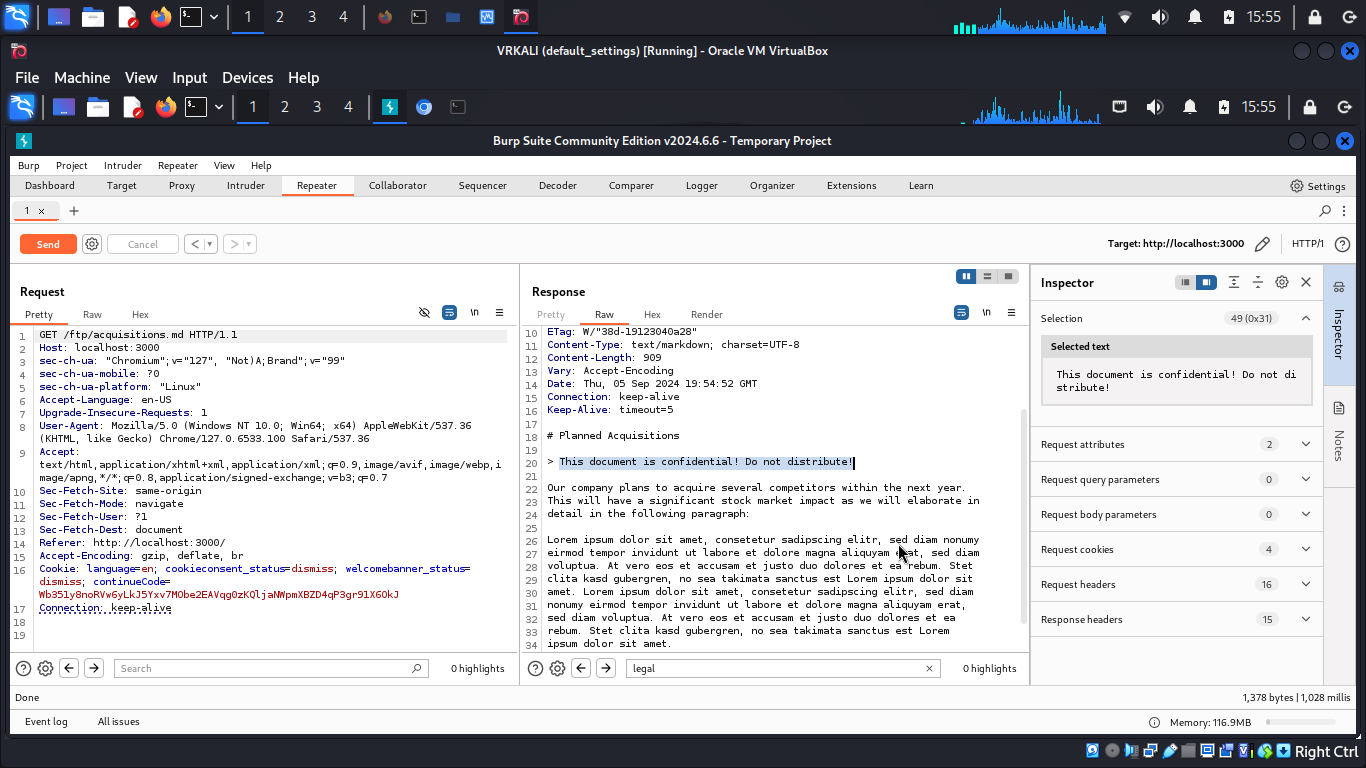 1 2 3 4 15:55
VRKALI (default_settings) [Running] - Oracle VM VirtualBox
File Machine View Input Devices Help
1 2 3 4 15:55
Burp Suite Community Edition v2024.6.6 - Temporary Project
Burp Project Intruder Repeater View Help
Dashboard Target Proxy Intruder Repeater Collaborator Sequencer Decoder Comparer Logger Organizer Extensions Learn Settings
1 × +
Send Cancel < > Target: http://localhost:3000 HTTP/1 ?
Request
Pretty Raw Hex \n
1 GET /ftp/acquisitions.md HTTP/1.1
2 Host: localhost:3000
3 sec-ch-ua: "Chromium";v="127", "Not)A;Brand";v="99"
4 sec-ch-ua-mobile: ?0
5 sec-ch-ua-platform: "Linux"
6 Accept-Language: en-US
7 Upgrade-Insecure-Requests: 1
8 User-Agent: Mozilla/5.0 (Windows NT 10.0; Win64; x64) AppleWebKit/537.36
(KHTML, like Gecko) Chrome/127.0.6533.100 Safari/537.36
9 Accept:
text/html,application/xhtml+xml,application/xml;q=0.9,image/avif,image/webp,i
mage/apng,*/*;q=0.8,application/signed-exchange;v=b3;q=0.7
10 Sec-Fetch-Site: same-origin
11 Sec-Fetch-Mode: navigate
12 Sec-Fetch-User: ?1
13 Sec-Fetch-Dest: document
14 Referer: http://localhost:3000/
15 Accept-Encoding: gzip, deflate, br
16 Cookie: language=en; cookieconsent_status=dismiss; welcomebanner_status=
dismiss; continueCode=
Wb351y8noRVw6yLkJ5Yxv7MObe2EAVqg0zKQljaNWpmXBZD4qP3gr91X6OkJ
17 Connection: keep-alive
18
19
? Search 0 highlights
Response
Pretty Raw Hex Render \n
10 ETag: W/"38d-19123040a28"
11 Content-Type: text/markdown; charset=UTF-8
12 Content-Length: 909
13 Vary: Accept-Encoding
14 Date: Thu, 05 Sep 2024 19:54:52 GMT
15 Connection: keep-alive
16 Keep-Alive: timeout=5
17
18 # Planned Acquisitions
19
20 > This document is confidential! Do not distribute!
21
22 Our company plans to acquire several competitors within the next year.
23 This will have a significant stock market impact as we will elaborate in
24 detail in the following paragraph:
25
26 Lorem ipsum dolor sit amet, consetetur sadipscing elitr, sed diam nonumy
27 eirmod tempor invidunt ut labore et dolore magna aliquyam erat, sed diam
28 voluptua. At vero eos et accusam et justo duo dolores et ea rebum. Stet
29 clita kasd gubergren, no sea takimata sanctus est Lorem ipsum dolor sit
30 amet. Lorem ipsum dolor sit amet, consetetur sadipscing elitr, sed diam
31 nonumy eirmod tempor invidunt ut labore et dolore magna aliquyam erat,
32 sed diam voluptua. At vero eos et accusam et justo duo dolores et ea
33 rebum. Stet clita kasd gubergren, no sea takimata sanctus est Lorem
34 ipsum dolor sit amet.
? legal × 0 highlights
Inspector
Selection 49 (0x31)
Selected text
This document is confidential! Do not di
stribute!
Request attributes 2
Request query parameters 0
Request body parameters 0
Request cookies 4
Request headers 16
Response headers 15
Inspector
Notes
Done 1,378 bytes | 1,028 millis
Event log All issues Memory: 116.9MB
Right Ctrl